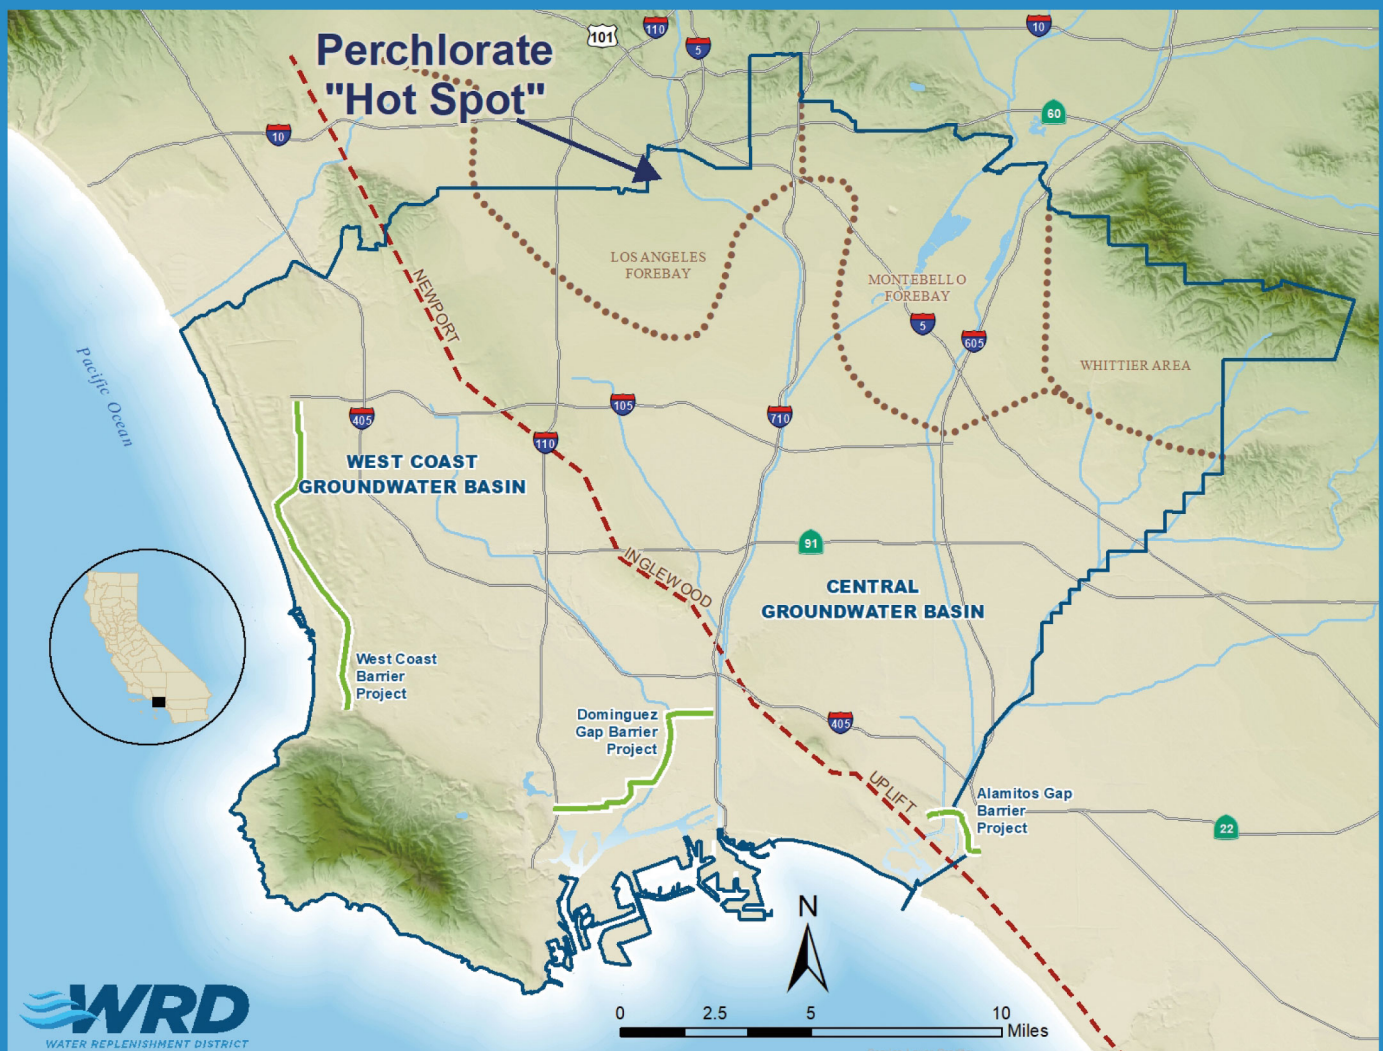 Perchlorate
"Hot Spot"
101
110
5
10
60
10
LOS ANGELES
FOREBAY
MONTEBELLO
FOREBAY
5
605
WHITTIER AREA
NEWPORT
Pacific Ocean
405
105
710
110
WEST COAST
GROUNDWATER BASIN
91
INGLEWOOD
CENTRAL
GROUNDWATER BASIN
West Coast
Barrier
Project
Dominguez
Gap Barrier
Project
405
UPLIFT
Alamitos Gap
Barrier
Project
22
N
0 2.5 5 10
Miles
WRD
WATER REPLENISHMENT DISTRICT